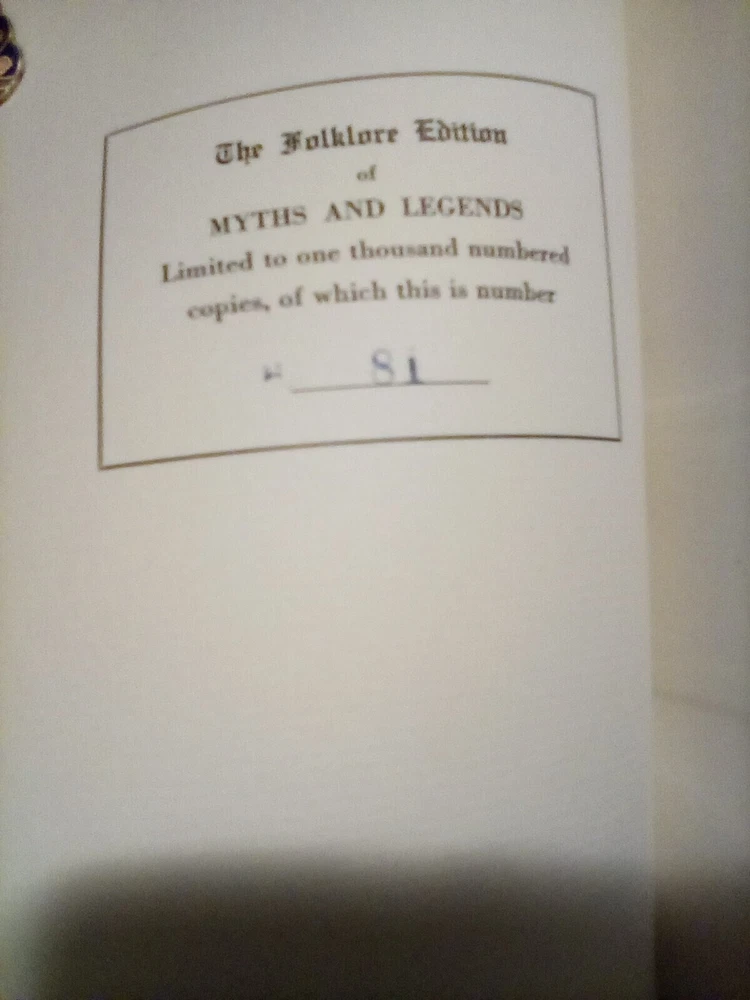 The Folklore Edition
of
MYTHS AND LEGENDS
Limited to one thousand numbered
copies, of which this is number
81